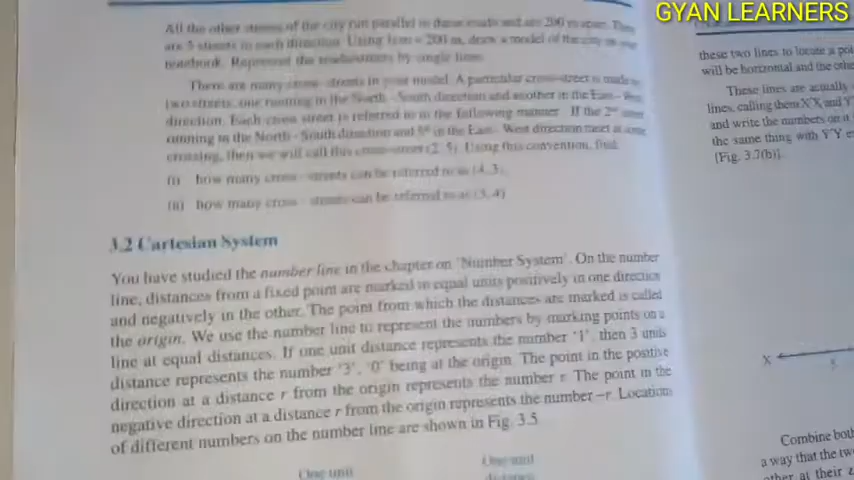 GYAN LEARNERS
All the other streets of the city run parallel to these roads and are 200 m apart. There
are 5 streets in each direction. Using 1cm = 200 m, draw a model of the city on your
notebook. Represent the roads/streets by single lines.
There are many cross- streets in your model. A particular cross-street is made by
two streets, one running in the North - South direction and another in the East - West
direction. Each cross street is referred to in the following manner : If the 2nd street
running in the North - South direction and 5th in the East - West direction meet at some
crossing, then we will call this cross-street (2, 5). Using this convention, find:
(i) how many cross - streets can be referred to as (4, 3).
(ii) how many cross - streets can be referred to as (3, 4)
3.2 Cartesian System
You have studied the number line in the chapter on 'Number System'. On the number
line, distances from a fixed point are marked in equal units positively in one direction
and negatively in the other. The point from which the distances are marked is called
the origin. We use the number line to represent the numbers by marking points on a
line at equal distances. If one unit distance represents the number '1', then 3 units
distance represents the number '3', '0' being at the origin. The point in the positive
direction at a distance r from the origin represents the number r. The point in the
negative direction at a distance r from the origin represents the number −r. Locations
of different numbers on the number line are shown in Fig. 3.5
One unit
One unit
distance
these two lines to locate a po
will be horizontal and the othe
These lines are actually
lines, calling them X'X and Y
and write the numbers on it
the same thing with Y'Y e
[Fig. 3.7(b)].
X
5
Combine both
a way that the tw
other at their z